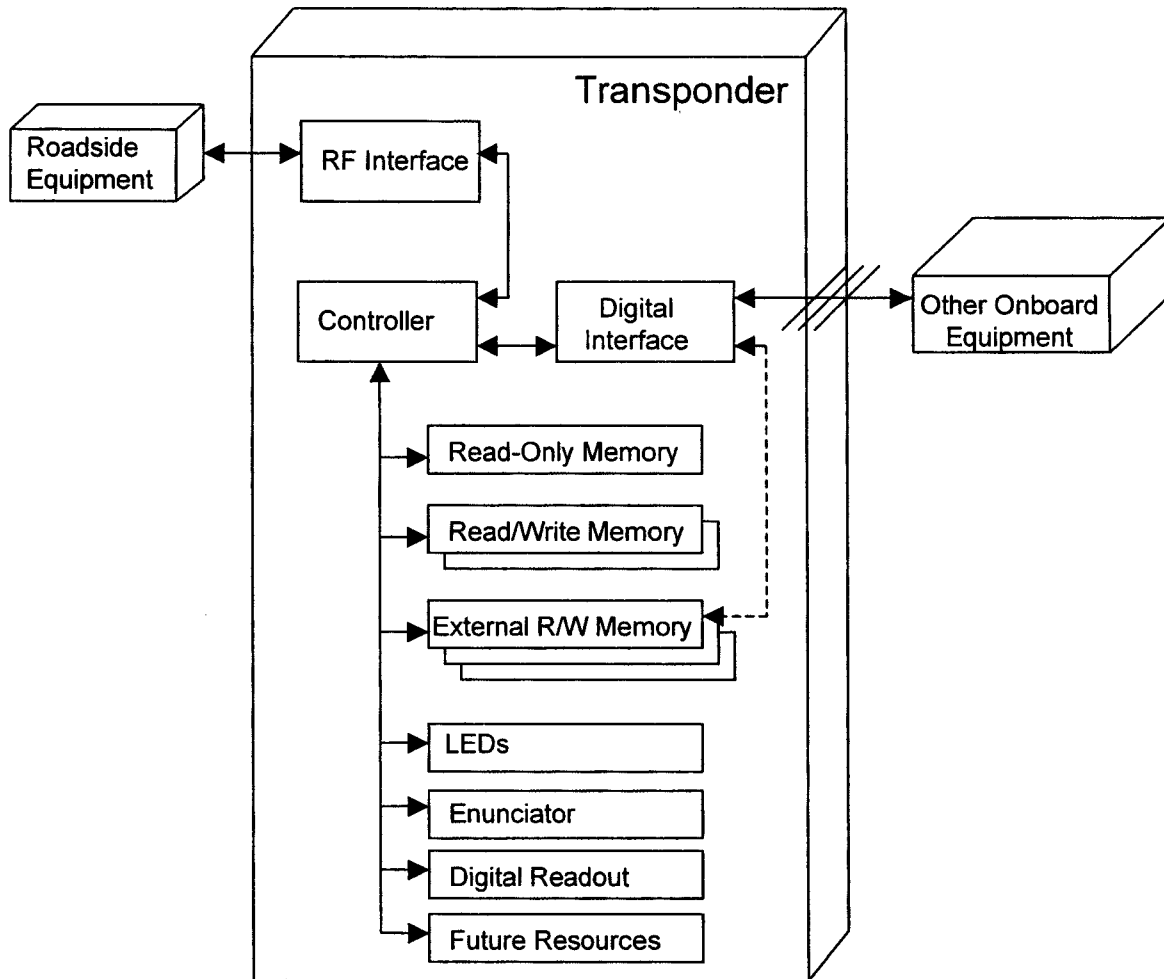 Transponder
Roadside
Equipment
RF Interface
Controller
Digital
Interface
Other Onboard
Equipment
Read-Only Memory
Read/Write Memory
External R/W Memory
LEDs
Enunciator
Digital Readout
Future Resources